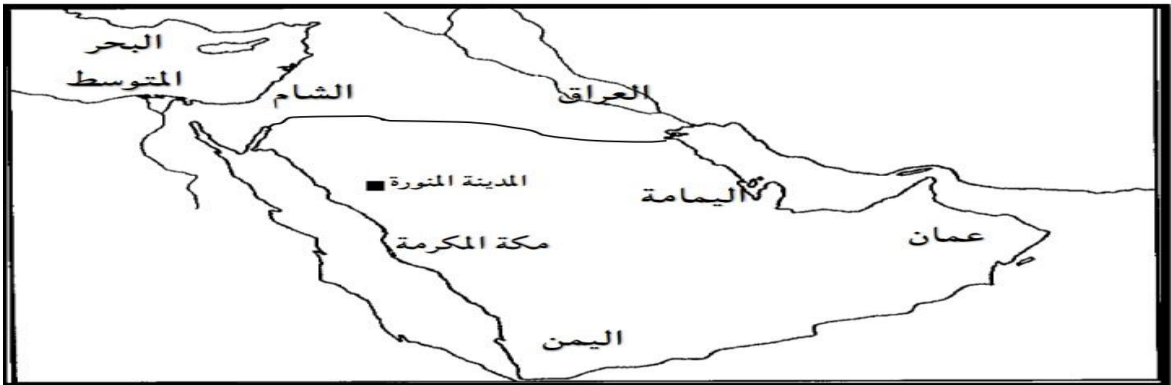 البحر
المتوسط
الشام
العراق
المدينة المنورة
اليمامة
مكة المكرمة
عمان
اليمن